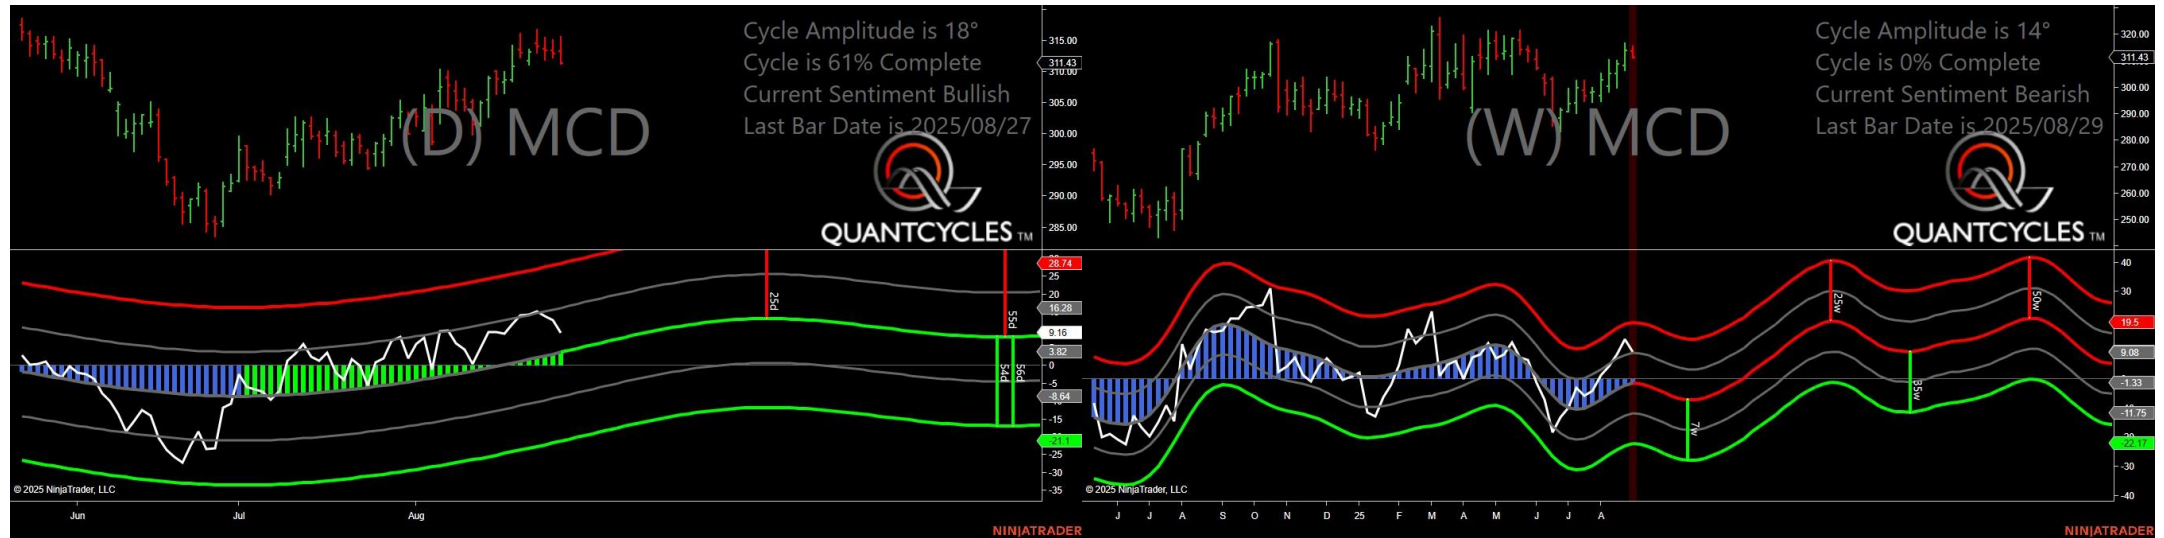 Cycle Amplitude is 18°
Cycle is 61% Complete
Current Sentiment Bullish
Last Bar Date is 2025/08/27
(D) MCD
QUANTCYCLES TM
315.00
311.43
310.00
305.00
300.00
295.00
290.00
285.00
28.74
25
20
16.28
9.16
3.82
0
-5
-8.64
-15
-21.1
-25
-30
-35
25d
55d
54d
56d
© 2025 NinjaTrader, LLC
Jun
Jul
Aug
NINJATRADER
Cycle Amplitude is 14°
Cycle is 0% Complete
Current Sentiment Bearish
Last Bar Date is 2025/08/29
(W) MCD
QUANTCYCLES TM
320.00
311.43
300.00
290.00
280.00
270.00
260.00
250.00
40
30
19.5
9.08
-1.33
-11.75
-22.17
-30
-40
25w
50w
35w
7w
© 2025 NinjaTrader, LLC
J J A S O N D 25 F M A M J J A
NINJATRADER